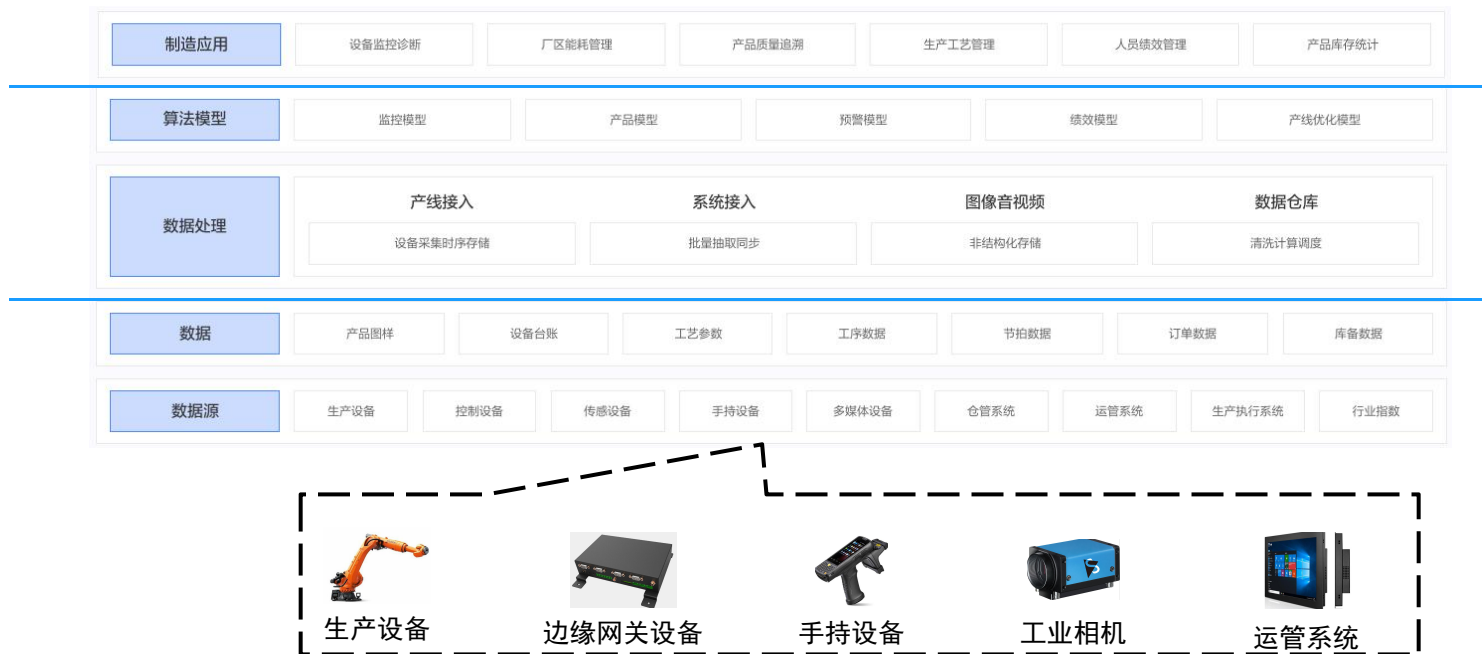 制造应用 设备监控诊断 厂区能耗管理 产品质量追溯 生产工艺管理 人员绩效管理 产品库存统计
算法模型 监控模型 产品模型 预警模型 绩效模型 产线优化模型
产线接入 系统接入 图像音视频 数据仓库
数据处理
设备采集时序存储 批量抽取同步 非结构化存储 清洗计算调度
数据 产品图样 设备台账 工艺参数 工序数据 节拍数据 订单数据 库备数据
数据源 生产设备 控制设备 传感设备 手持设备 多媒体设备 仓管系统 运管系统 生产执行系统 行业指数
生产设备 边缘网关设备 手持设备 工业相机 运管系统